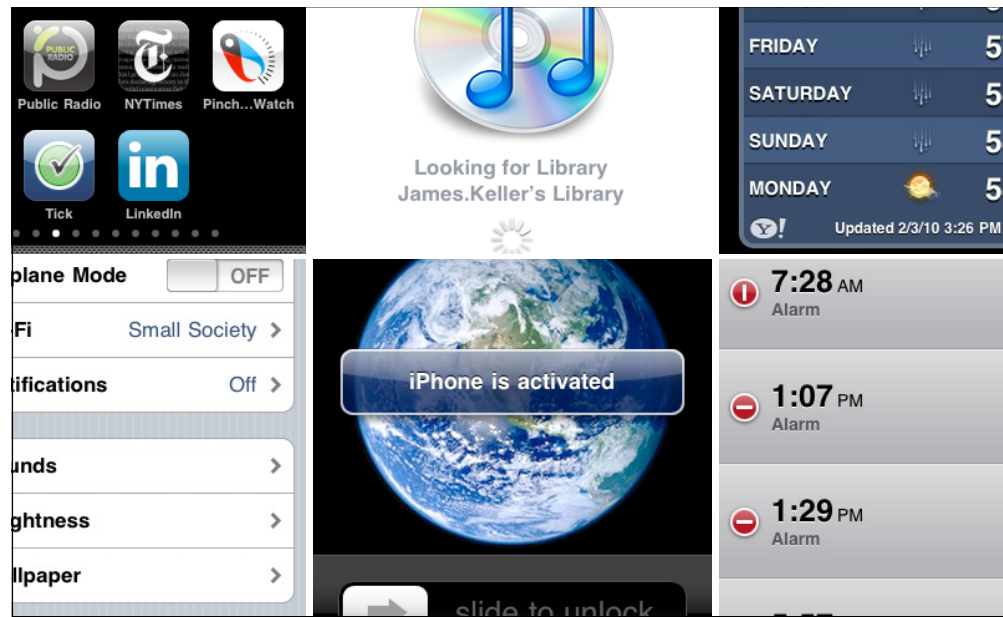 PUBLIC
RADIO
Public Radio NYTimes Pinch...Watch
in
Tick LinkedIn
Looking for Library
James.Keller's Library
FRIDAY 5
SATURDAY 5
SUNDAY 5
MONDAY 5
Y! Updated 2/3/10 3:26 PM
plane Mode OFF
Fi Small Society >
tifications Off >
unds >
ghtness >
llpaper >
iPhone is activated
slide to unlock
7:28 AM
Alarm
1:07 PM
Alarm
1:29 PM
Alarm